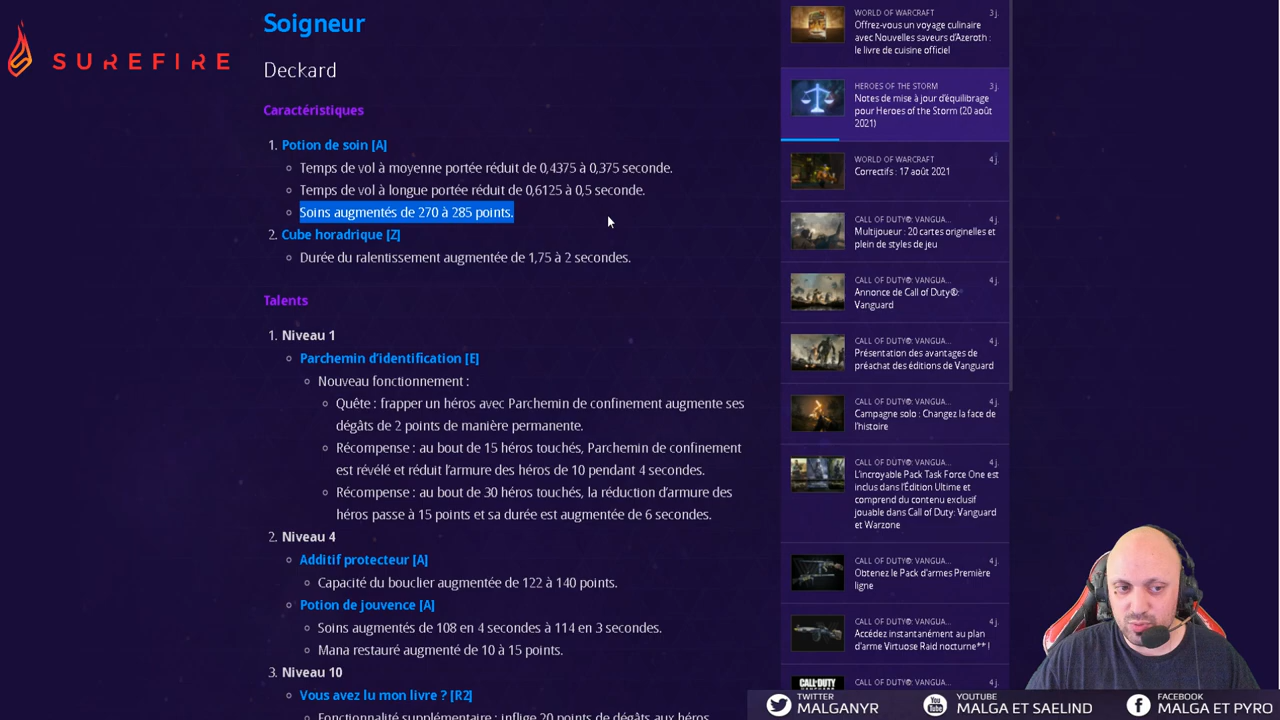 SUREFIRE
Soigneur
Deckard
Caractéristiques
1. Potion de soin [A]
Temps de vol à moyenne portée réduit de 0,4375 à 0,375 seconde.
Temps de vol à longue portée réduit de 0,6125 à 0,5 seconde.
Soins augmentés de 270 à 285 points.
2. Cube horadrique [Z]
Durée du ralentissement augmentée de 1,75 à 2 secondes.
Talents
1. Niveau 1
Parchemin d'identification [E]
Nouveau fonctionnement :
Quête : frapper un héros avec Parchemin de confinement augmente ses
dégâts de 2 points de manière permanente.
Récompense : au bout de 15 héros touchés, Parchemin de confinement
est révélé et réduit l'armure des héros de 10 pendant 4 secondes.
Récompense : au bout de 30 héros touchés, la réduction d'armure des
héros passe à 15 points et sa durée est augmentée de 6 secondes.
2. Niveau 4
Additif protecteur [A]
Capacité du bouclier augmentée de 122 à 140 points.
Potion de jouvence [A]
Soins augmentés de 108 en 4 secondes à 114 en 3 secondes.
Mana restauré augmenté de 10 à 15 points.
3. Niveau 10
Vous avez lu mon livre ? [R2]
Fonctionnalité supplémentaire : inflige 20 points de dégâts aux héros
WORLD OF WARCRAFT 3 j.
Offrez-vous un voyage culinaire
avec Nouvelles saveurs d'Azeroth :
le livre de cuisine officiel
HEROES OF THE STORM 3 j.
Notes de mise à jour d'équilibrage
pour Heroes of the Storm (20 août
2021)
WORLD OF WARCRAFT 4 j.
Correctifs : 17 août 2021
CALL OF DUTY®: VANGUA... 4 j.
Multijoueur : 20 cartes originelles et
plein de styles de jeu
CALL OF DUTY®: VANGUA... 4 j.
Annonce de Call of Duty®:
Vanguard
CALL OF DUTY®: VANGUA... 4 j.
Présentation des avantages de
préachat des éditions de Vanguard
CALL OF DUTY®: VANGUA... 4 j.
Campagne solo : Changez la face de
l'histoire
CALL OF DUTY®: VANGUA... 4 j.
L'incroyable Pack Task Force One est
inclus dans l'Édition Ultime et
comprend du contenu exclusif
jouable dans Call of Duty: Vanguard
et Warzone
CALL OF DUTY®: VANGUA... 4 j.
Obtenez le Pack d'armes Première
ligne
CALL OF DUTY®: VANGUA... 4 j.
Accédez instantanément au plan
d'arme Virtuose Raid nocturne** !
CALL OF DUTY®: VANGUA... 4 j.
CALL OF DUTY
TWITTER
MALGANYR
YOUTUBE
MALGA ET SAELIND
FACEBOOK
MALGA ET PYRO